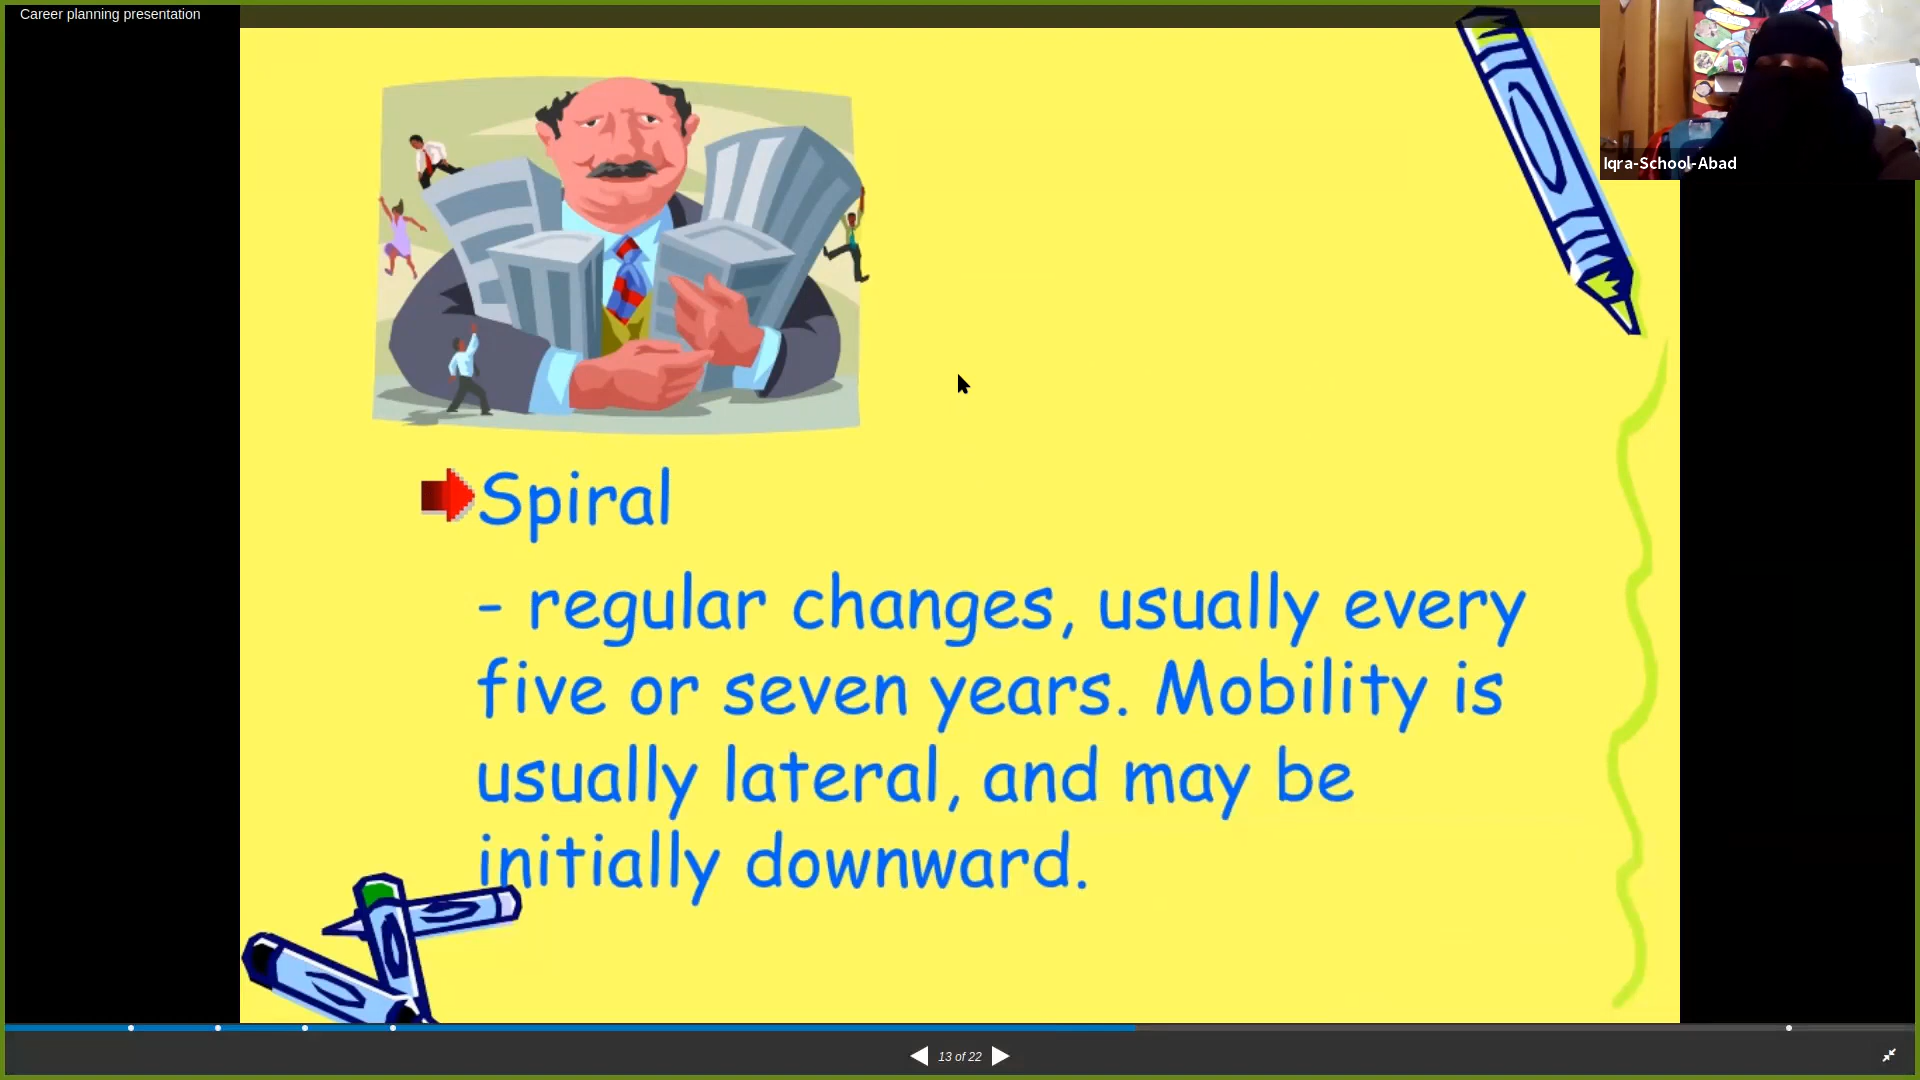 Career planning presentation
Iqra-School-Abad
Spiral
- regular changes, usually every
five or seven years. Mobility is
usually lateral, and may be
initially downward.
13 of 22